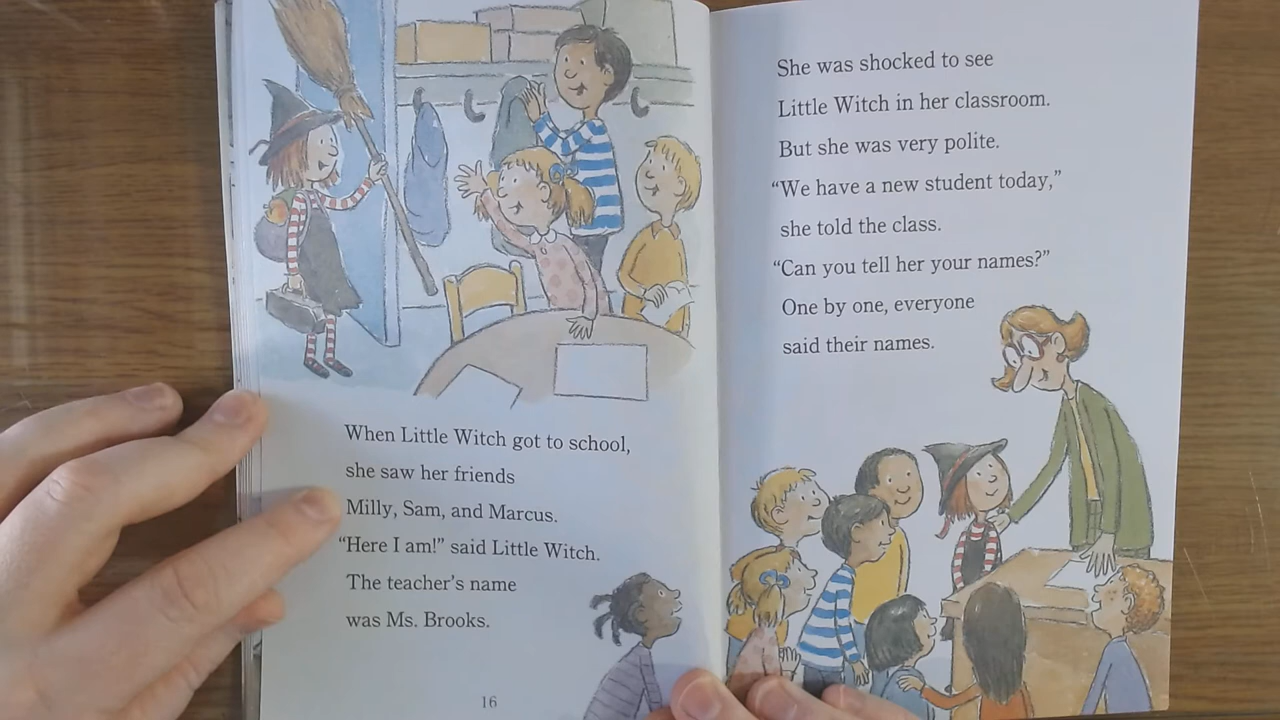 When Little Witch got to school,
she saw her friends
Milly, Sam, and Marcus.
“Here I am!” said Little Witch.
The teacher’s name
was Ms. Brooks.
16
She was shocked to see
Little Witch in her classroom.
But she was very polite.
“We have a new student today,”
she told the class.
“Can you tell her your names?”
One by one, everyone
said their names.